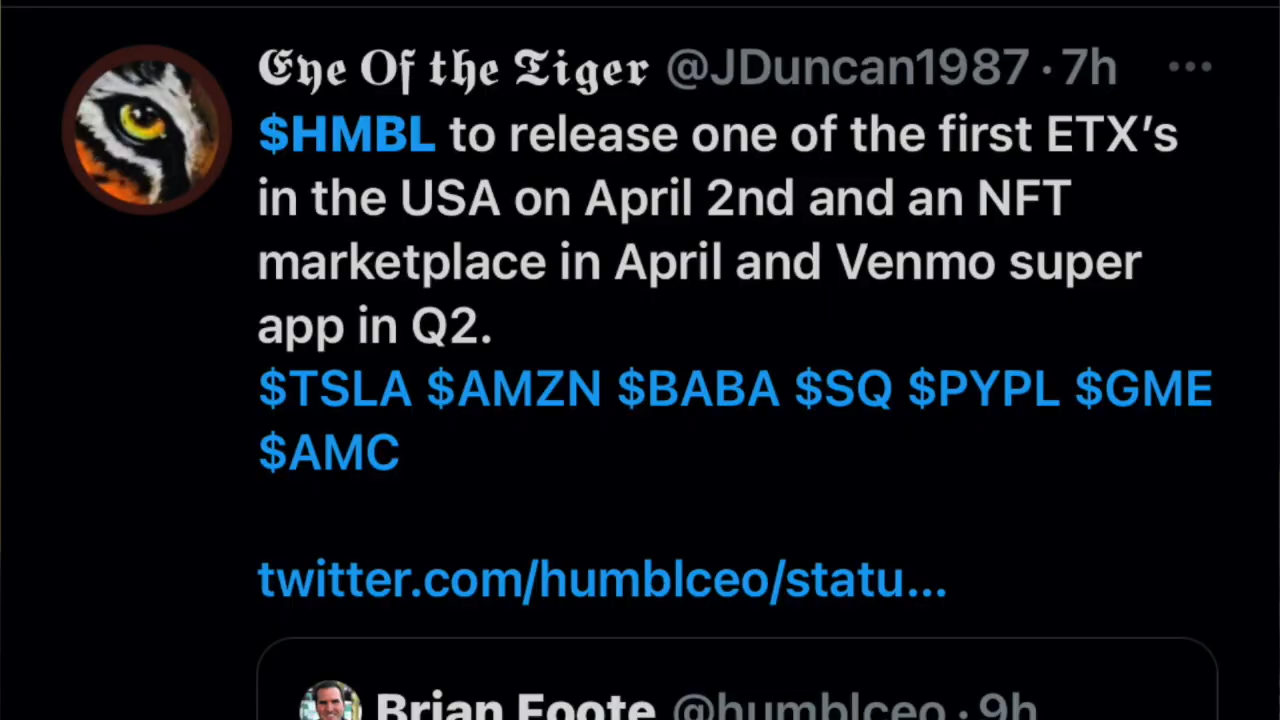 Eye Of the Tiger @JDuncan1987 · 7h ...
$HMBL to release one of the first ETX’s
in the USA on April 2nd and an NFT
marketplace in April and Venmo super
app in Q2.
$TSLA $AMZN $BABA $SQ $PYPL $GME
$AMC
twitter.com/humblceo/statu...
Brian Foote @humblceo · 9h